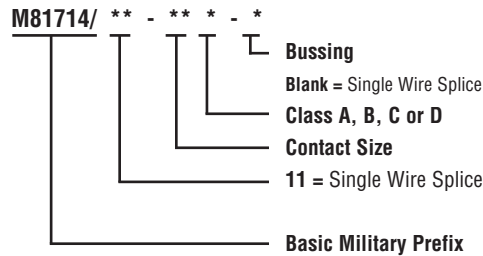 M81714/ ** - ** * - *
Bussing
Blank = Single Wire Splice
Class A, B, C or D
Contact Size
11 = Single Wire Splice
Basic Military Prefix